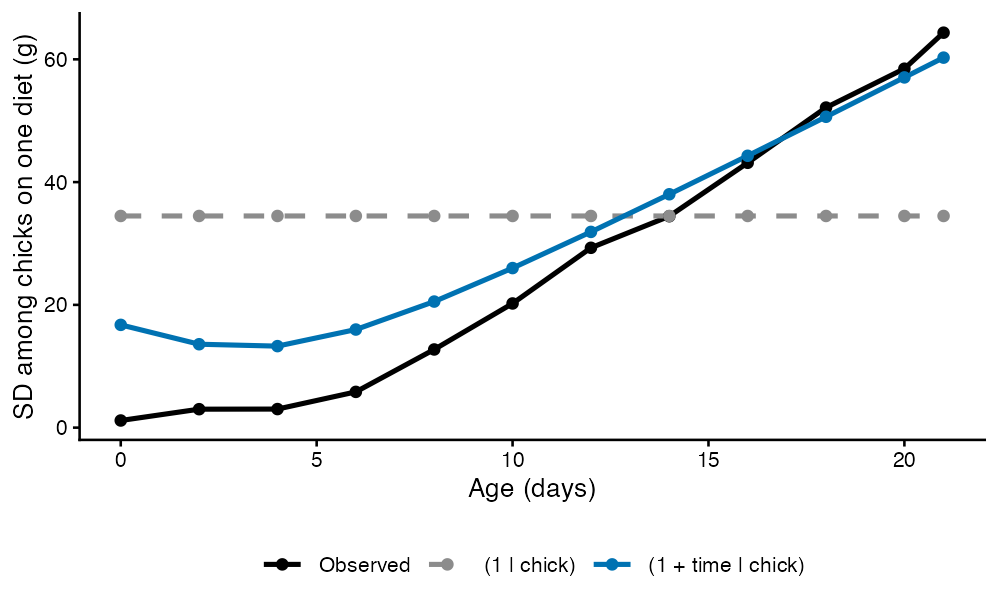 SD among chicks on one diet (g)
60
40
20
0
0 5 10 15 20
Age (days)
Observed (1 | chick) (1 + time | chick)